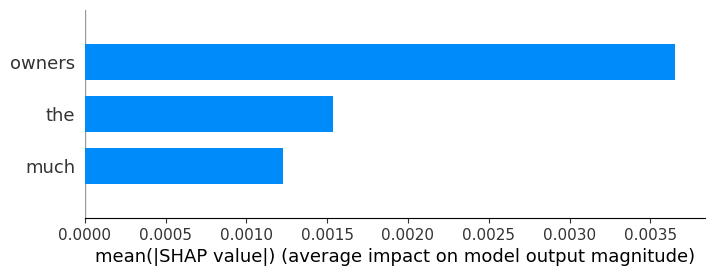 owners
the
much
0.0000 0.0005 0.0010 0.0015 0.0020 0.0025 0.0030 0.0035
mean(|SHAP value|) (average impact on model output magnitude)